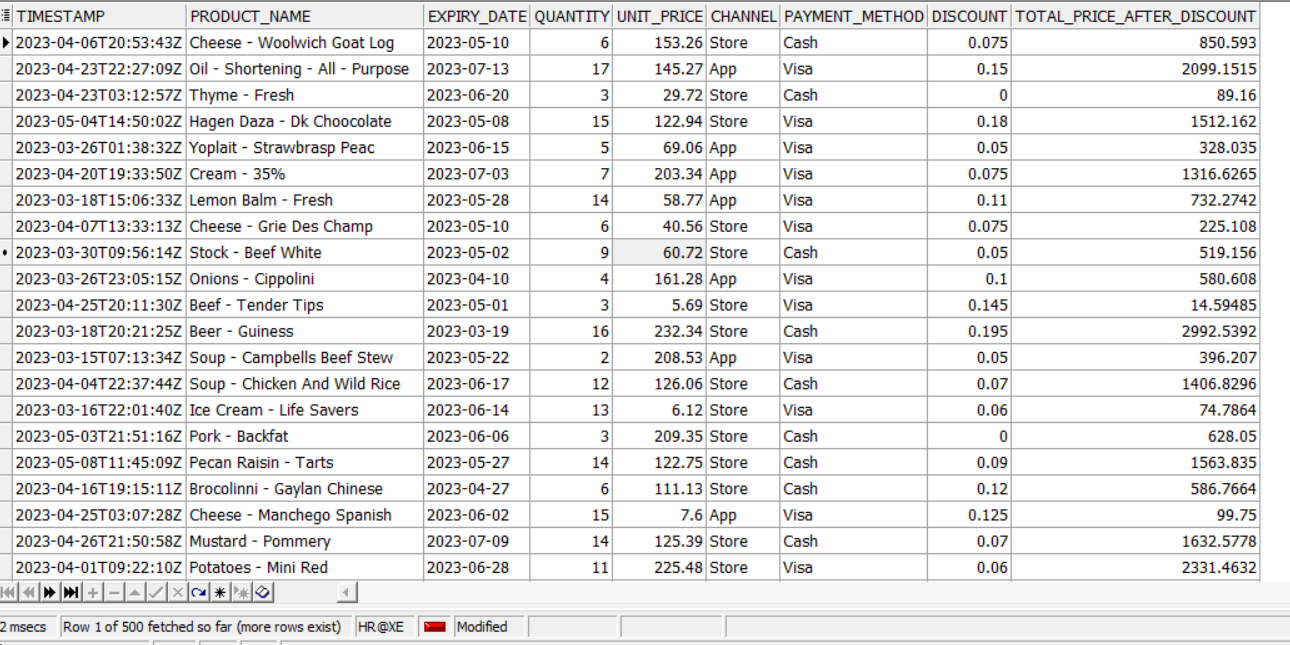 TIMESTAMP PRODUCT_NAME EXPIRY_DATE QUANTITY UNIT_PRICE CHANNEL PAYMENT_METHOD DISCOUNT TOTAL_PRICE_AFTER_DISCOUNT
2023-04-06T20:53:43Z Cheese - Woolwich Goat Log 2023-05-10 6 153.26 Store Cash 0.075 850.593
2023-04-23T22:27:09Z Oil - Shortening - All - Purpose 2023-07-13 17 145.27 App Visa 0.15 2099.1515
2023-04-23T03:12:57Z Thyme - Fresh 2023-06-20 3 29.72 Store Cash 0 89.16
2023-05-04T14:50:02Z Hagen Daza - Dk Choocolate 2023-05-08 15 122.94 Store Visa 0.18 1512.162
2023-03-26T01:38:32Z Yoplait - Strawbrasp Peac 2023-06-15 5 69.06 App Visa 0.05 328.035
2023-04-20T19:33:50Z Cream - 35% 2023-07-03 7 203.34 App Visa 0.075 1316.6265
2023-03-18T15:06:33Z Lemon Balm - Fresh 2023-05-28 14 58.77 App Visa 0.11 732.2742
2023-04-07T13:33:13Z Cheese - Grie Des Champ 2023-05-10 6 40.56 Store Visa 0.075 225.108
2023-03-30T09:56:14Z Stock - Beef White 2023-05-02 9 60.72 Store Cash 0.05 519.156
2023-03-26T23:05:15Z Onions - Cippolini 2023-04-10 4 161.28 App Visa 0.1 580.608
2023-04-25T20:11:30Z Beef - Tender Tips 2023-05-01 3 5.69 Store Visa 0.145 14.59485
2023-03-18T20:21:25Z Beer - Guiness 2023-03-19 16 232.34 Store Cash 0.195 2992.5392
2023-03-15T07:13:34Z Soup - Campbells Beef Stew 2023-05-22 2 208.53 App Visa 0.05 396.207
2023-04-04T22:37:44Z Soup - Chicken And Wild Rice 2023-06-17 12 126.06 Store Cash 0.07 1406.8296
2023-03-16T22:01:40Z Ice Cream - Life Savers 2023-06-14 13 6.12 Store Visa 0.06 74.7864
2023-05-03T21:51:16Z Pork - Backfat 2023-06-06 3 209.35 Store Cash 0 628.05
2023-05-08T11:45:09Z Pecan Raisin - Tarts 2023-05-27 14 122.75 Store Cash 0.09 1563.835
2023-04-16T19:15:11Z Brocolinni - Gaylan Chinese 2023-04-27 6 111.13 Store Cash 0.12 586.7664
2023-04-25T03:07:28Z Cheese - Manchego Spanish 2023-06-02 15 7.6 App Visa 0.125 99.75
2023-04-26T21:50:58Z Mustard - Pommery 2023-07-09 14 125.39 Store Cash 0.07 1632.5778
2023-04-01T09:22:10Z Potatoes - Mini Red 2023-06-28 11 225.48 Store Visa 0.06 2331.4632
2 msecs Row 1 of 500 fetched so far (more rows exist) HR@XE Modified